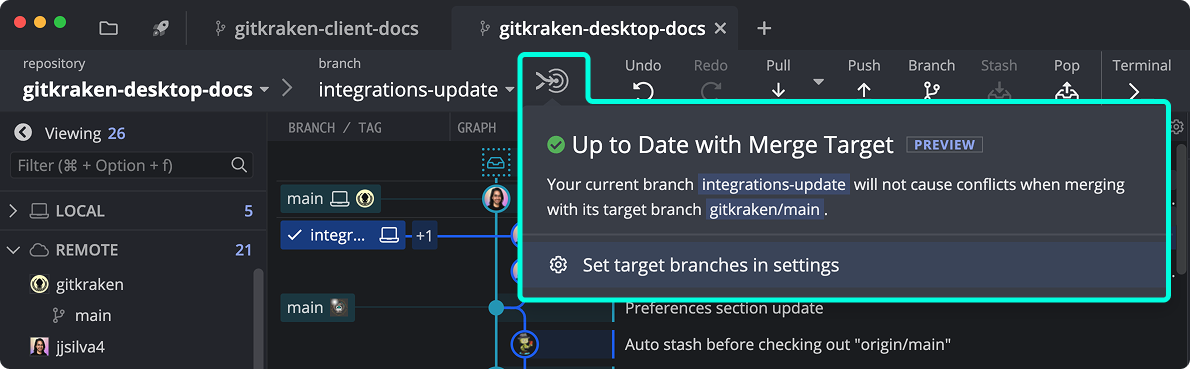 gitkraken-client-docs
gitkraken-desktop-docs
repository
gitkraken-desktop-docs
branch
integrations-update
Undo
Redo
Pull
Push
Branch
Stash
Pop
Terminal
Viewing 26
Filter (⌘ + Option + f)
LOCAL 5
REMOTE 21
gitkraken
main
jjsilva4
BRANCH / TAG
GRAPH
main
integr...
+1
main
Up to Date with Merge Target PREVIEW
Your current branch integrations-update will not cause conflicts when merging
with its target branch gitkraken/main.
Set target branches in settings
Preferences section update
Auto stash before checking out "origin/main"